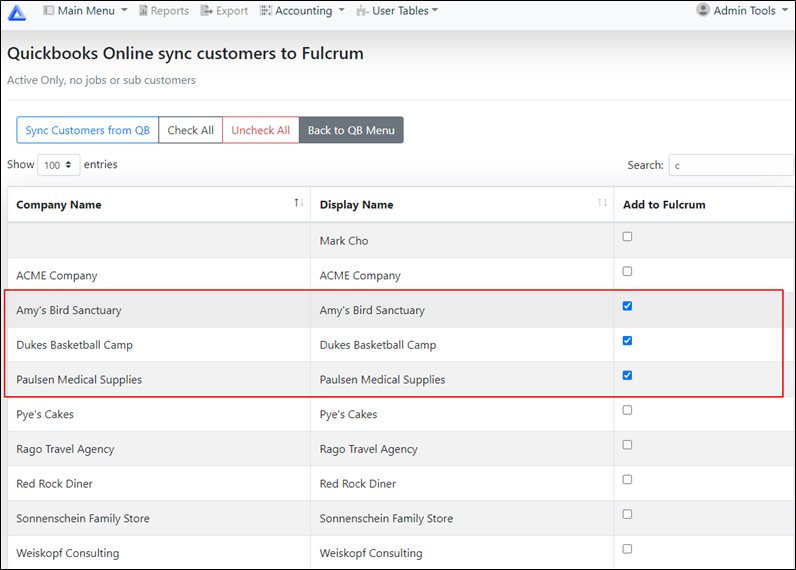 Main Menu Reports Export Accounting User Tables Admin Tools
Quickbooks Online sync customers to Fulcrum
Active Only, no jobs or sub customers
Sync Customers from QB Check All Uncheck All Back to QB Menu
Show 100 entries Search: c
Company Name Display Name Add to Fulcrum
Mark Cho
ACME Company ACME Company
Amy's Bird Sanctuary Amy's Bird Sanctuary
Dukes Basketball Camp Dukes Basketball Camp
Paulsen Medical Supplies Paulsen Medical Supplies
Pye's Cakes Pye's Cakes
Rago Travel Agency Rago Travel Agency
Red Rock Diner Red Rock Diner
Sonnenschein Family Store Sonnenschein Family Store
Weiskopf Consulting Weiskopf Consulting